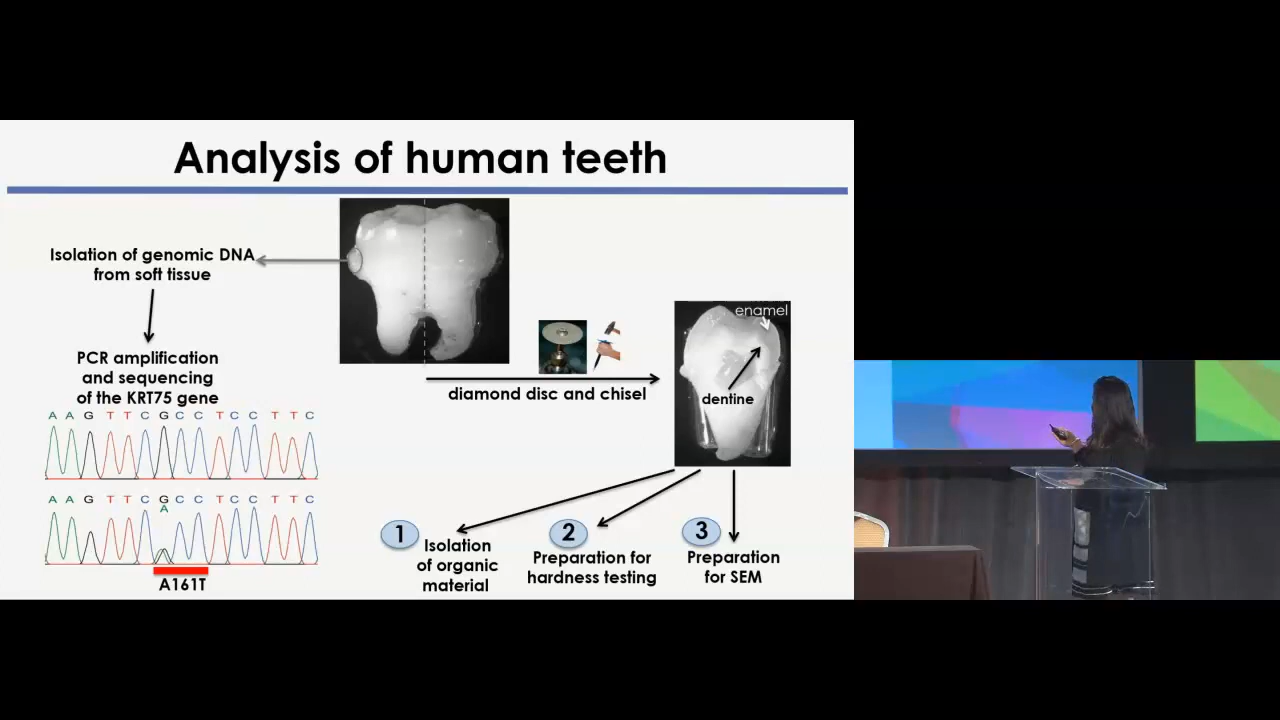 Analysis of human teeth
Isolation of genomic DNA
from soft tissue
PCR amplification
and sequencing
of the KRT75 gene
A A G T T C G C C T C C T T C
A A G T T C G C C T C C T T C
A
A161T
diamond disc and chisel
enamel
dentine
1
Isolation
of organic
material
2
Preparation for
hardness testing
3
Preparation
for SEM